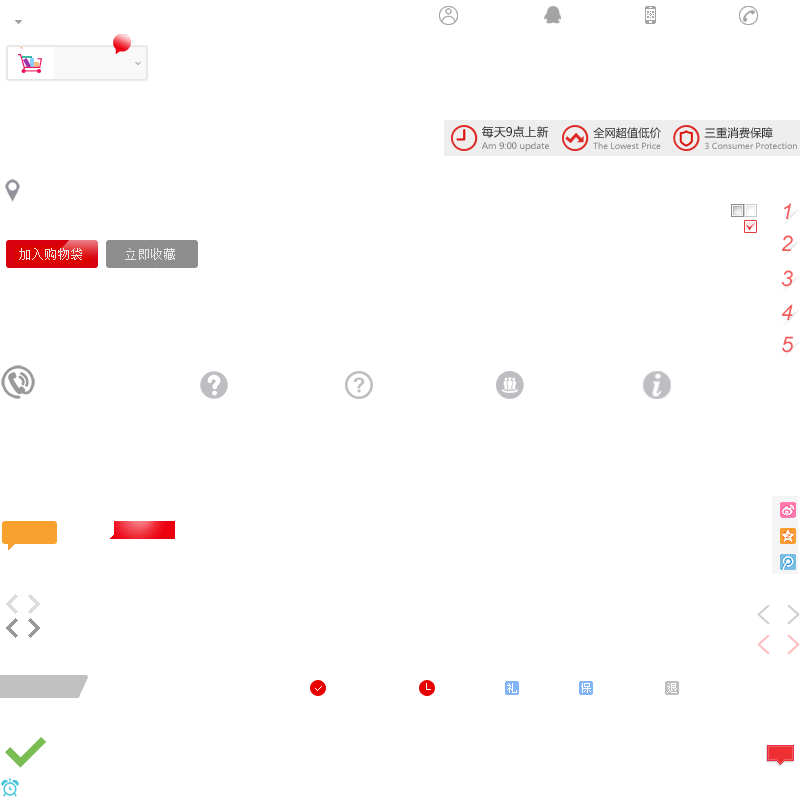 每天9点上新
Am 9:00 update
全网超值低价
The Lowest Price
三重消费保障
3 Consumer Protection
1
2
加入购物袋
立即收藏
3
4
5
礼
保
退